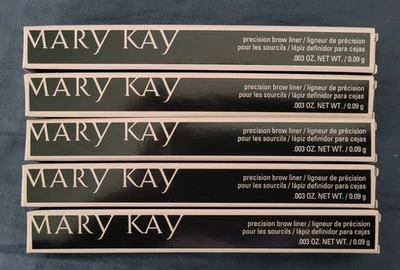 MARY KAY
precision brow liner / ligneur de précision
pour les sourcils / lápiz definidor para cejas
.003 OZ. NET WT. / 0.09 g
MARY KAY
precision brow liner / ligneur de précision
pour les sourcils / lápiz definidor para cejas
.003 OZ. NET WT. / 0.09 g
MARY KAY
precision brow liner / ligneur de précision
pour les sourcils / lápiz definidor para cejas
.003 OZ. NET WT. / 0.09 g
MARY KAY
precision brow liner / ligneur de précision
pour les sourcils / lápiz definidor para cejas
.003 OZ. NET WT. / 0.09 g
MARY KAY
precision brow liner / ligneur de précision
pour les sourcils / lápiz definidor para cejas
.003 OZ. NET WT. / 0.09 g